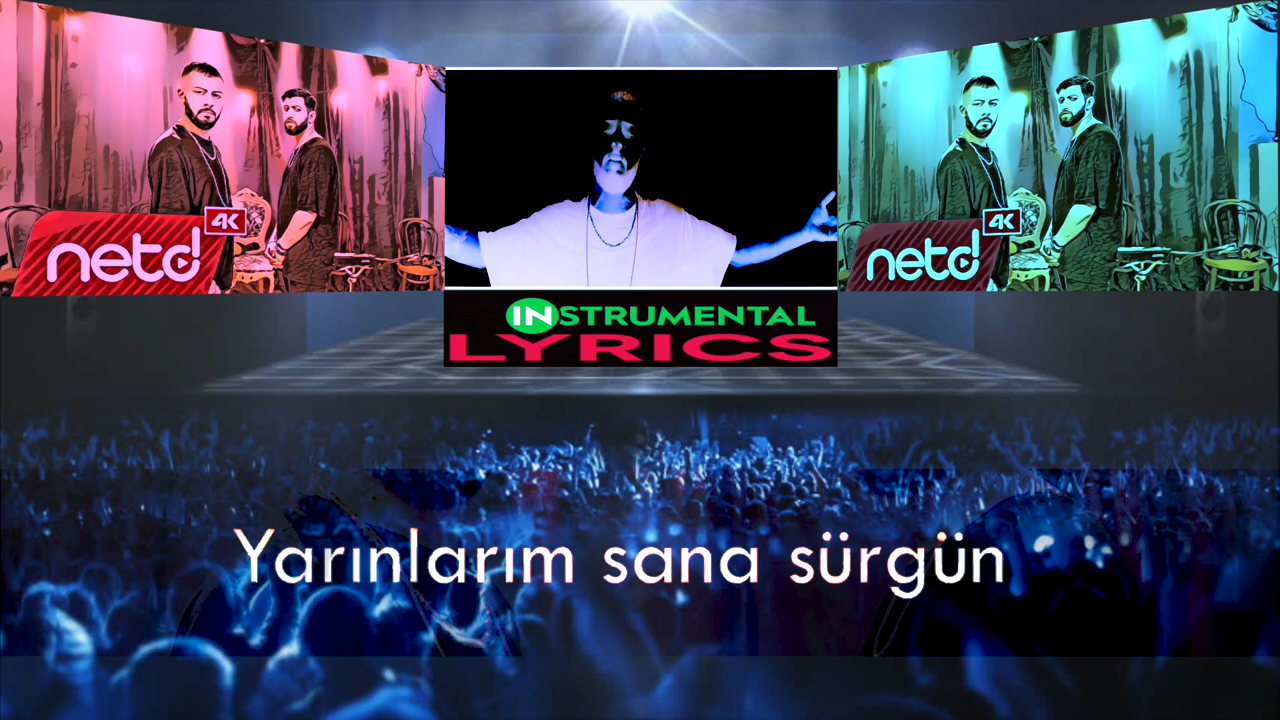 4K
netd
4K
netd
INSTRUMENTAL
LYRICS
Yarınlarım sana sürgün